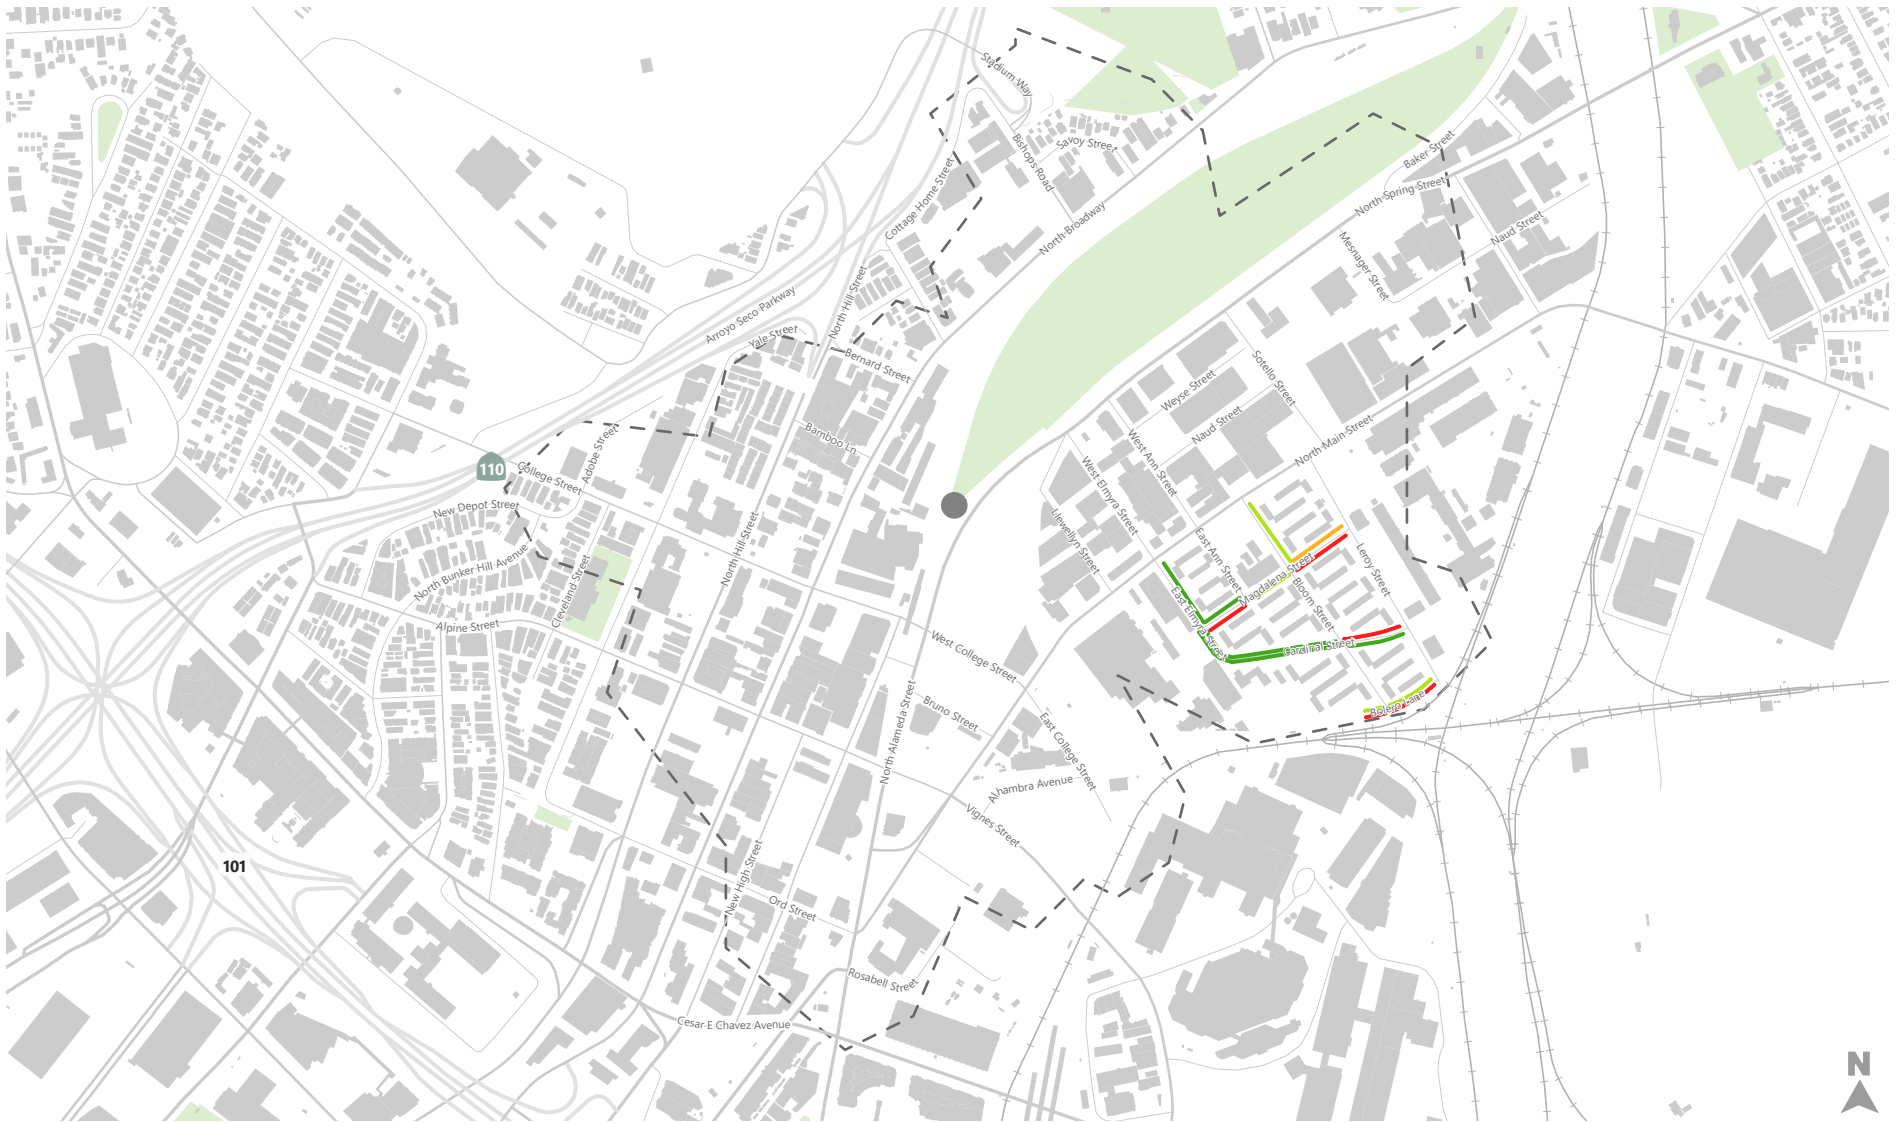 Stadium Way
Savoy Street
Bishops Road
Baker Street
North Spring Street
Cottage Home Street
North Broadway
Naud Street
Mesnager Street
Arroyo Seco Parkway
North Hill Street
Yale Street
Bernard Street
Sotello Street
Weyse Street
Naud Street
Bamboo Ln
North Main Street
Adobe Street
110
College Street
West Ann Street
West Elmyra Street
New Depot Street
Llewellyn Street
North Hill Street
East Ann Street
Leroy Street
North Bunker Hill Avenue
Cleveland Street
Magdalena Street
Bloom Street
East Elmyra Street
Alpine Street
West College Street
Cardinal Street
Bruno Street
North Alameda Street
Bolero Lane
East College Street
Alhambra Avenue
Vignes Street
101
New High Street
Ord Street
Rosabell Street
Cesar E Chavez Avenue
N